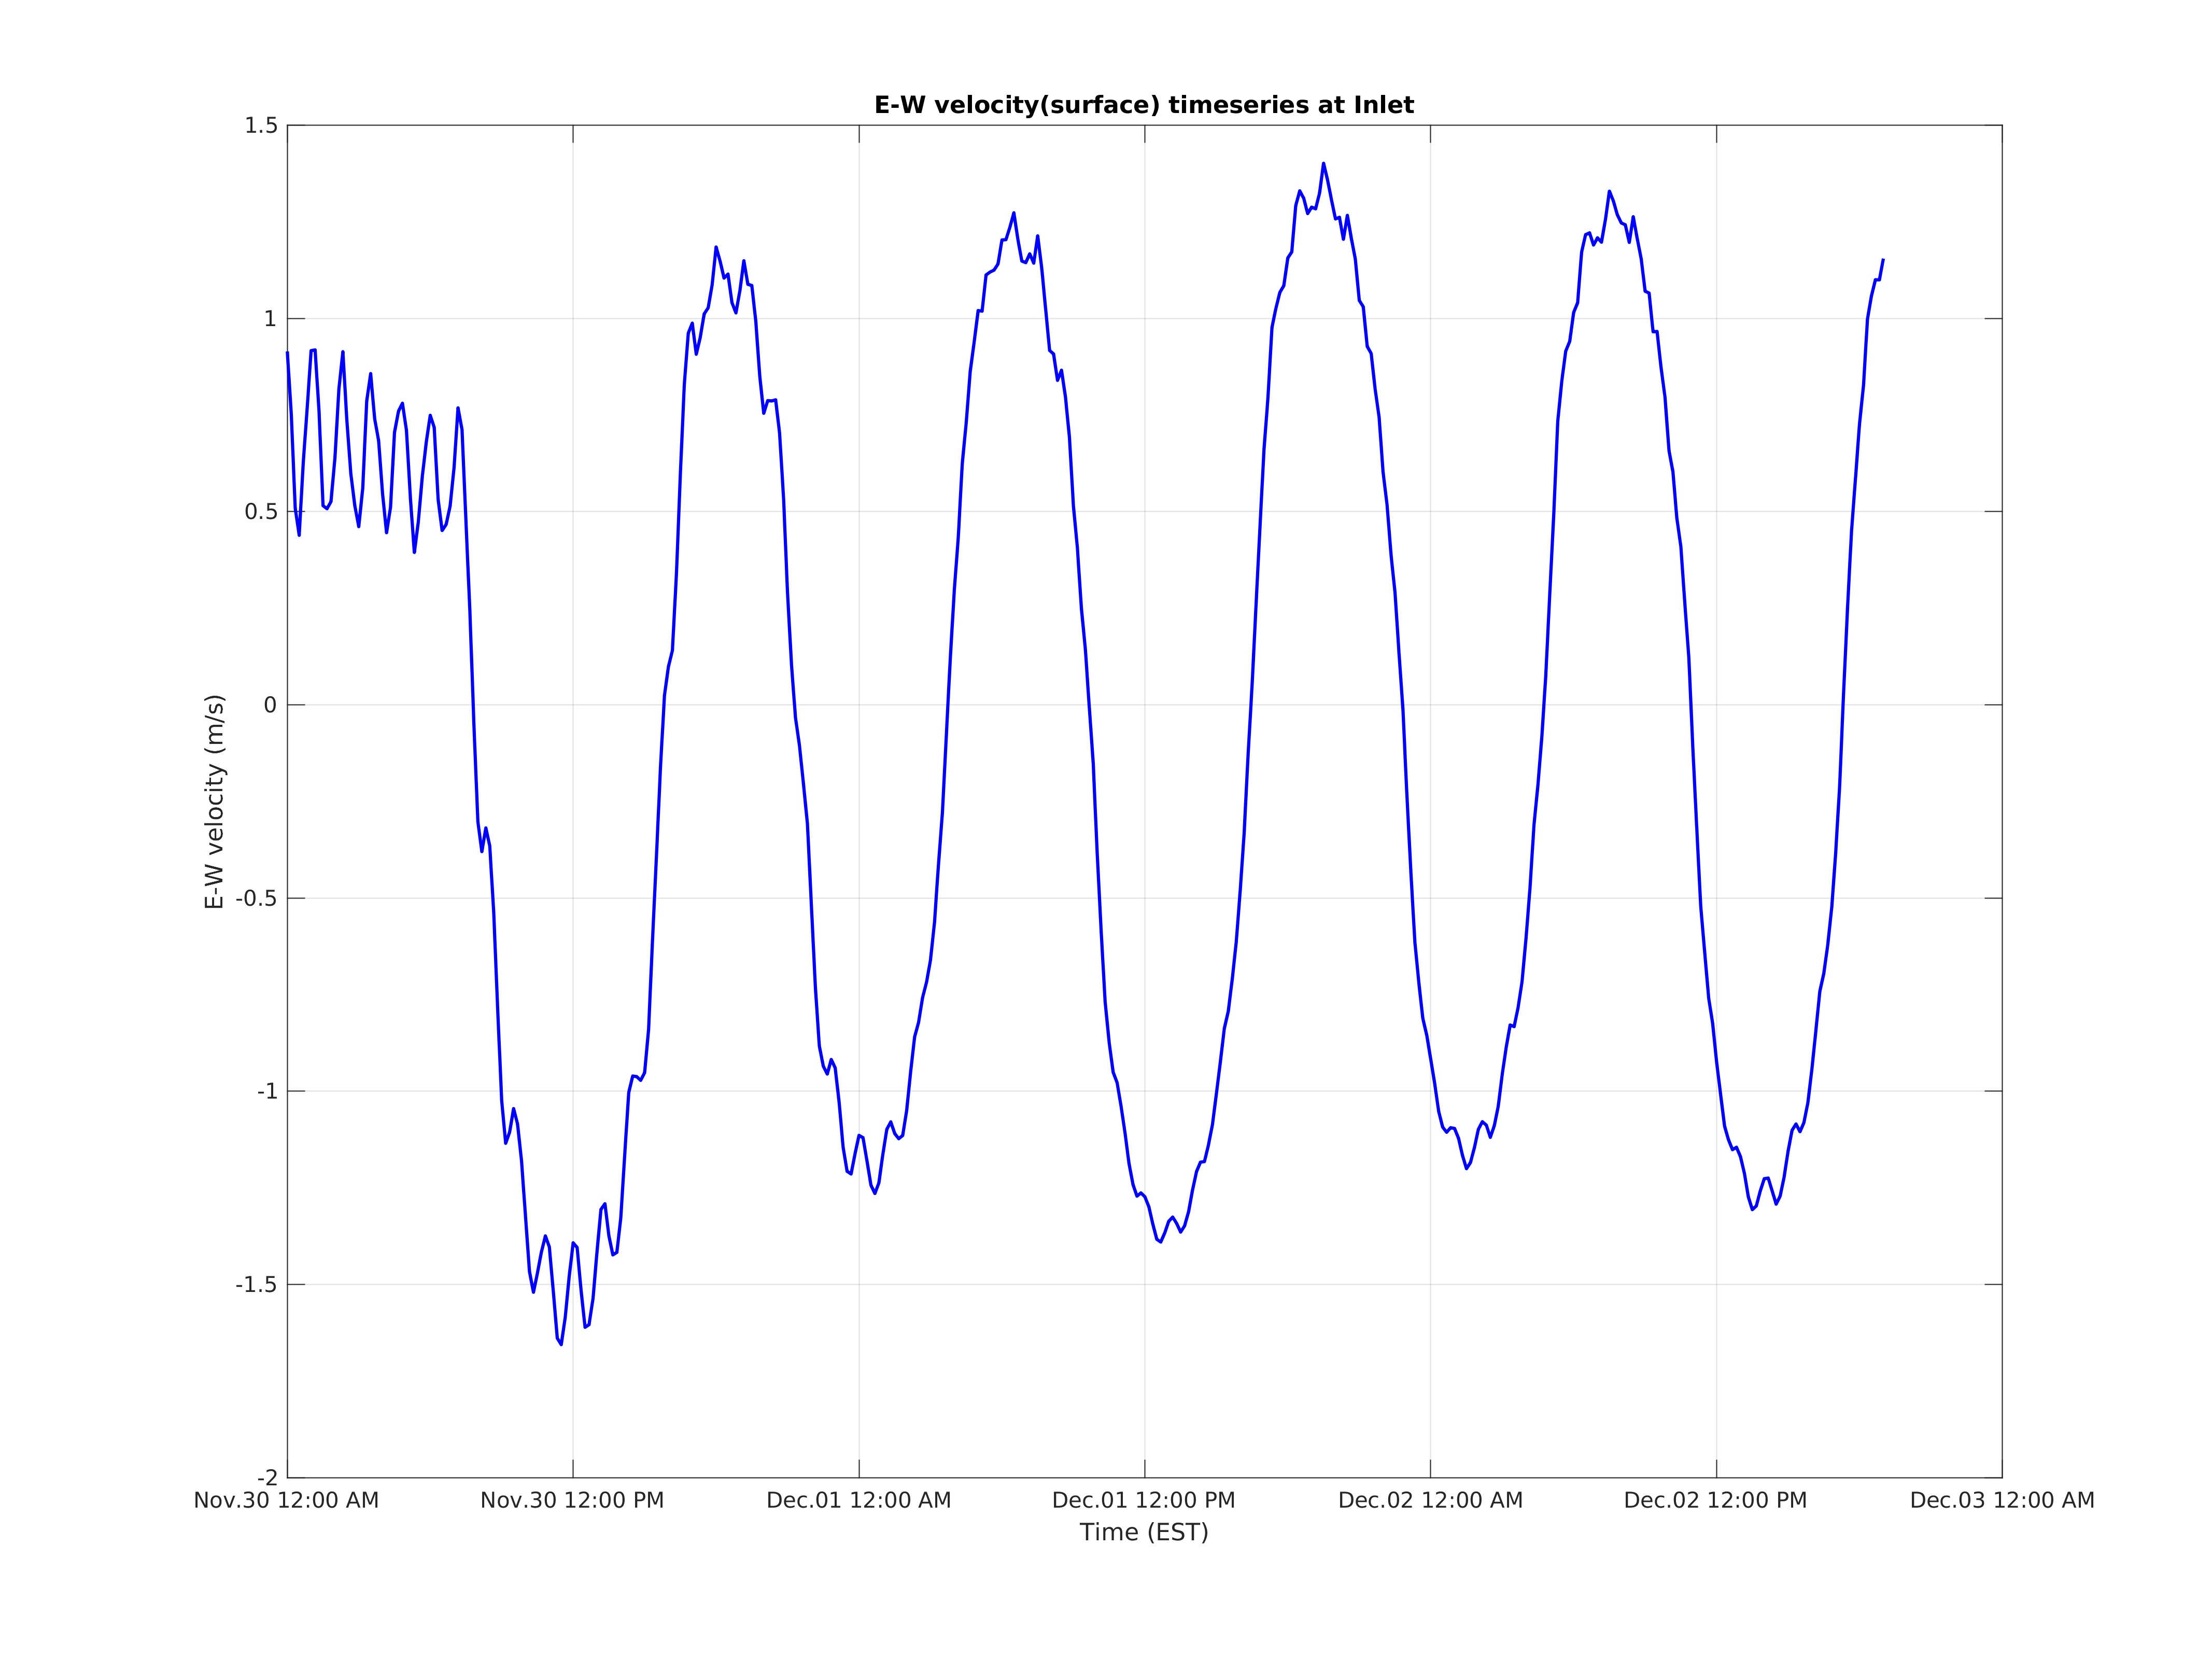 E-W velocity(surface) timeseries at Inlet
1.5
1
0.5
0
-0.5
-1
-1.5
-2
E-W velocity (m/s)
Nov.30 12:00 AM Nov.30 12:00 PM Dec.01 12:00 AM Dec.01 12:00 PM Dec.02 12:00 AM Dec.02 12:00 PM Dec.03 12:00 AM
Time (EST)